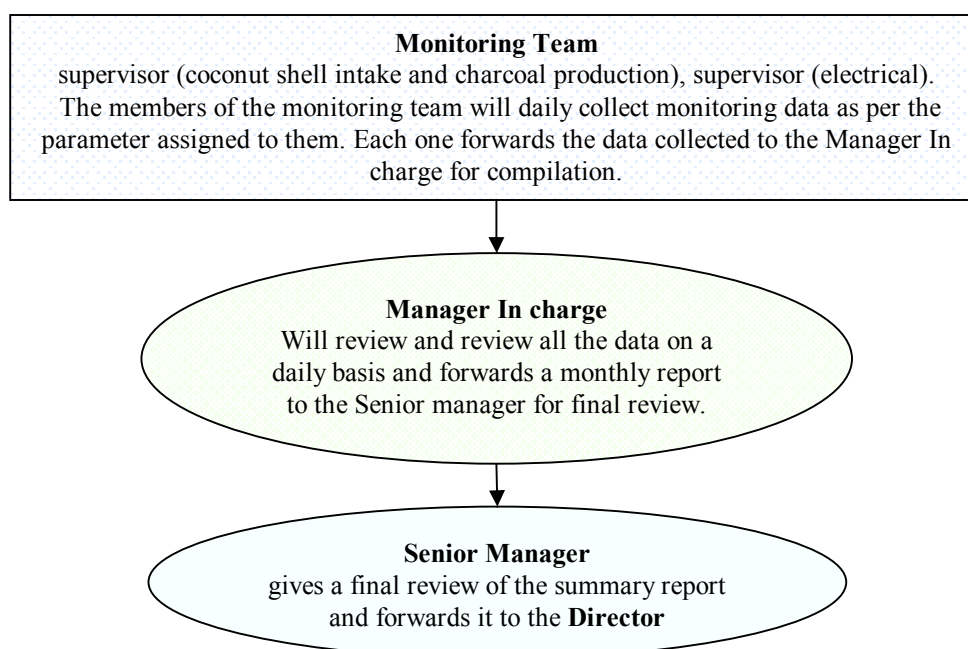 Monitoring Team
supervisor (coconut shell intake and charcoal production), supervisor (electrical).
The members of the monitoring team will daily collect monitoring data as per the
parameter assigned to them. Each one forwards the data collected to the Manager In
charge for compilation.
Manager In charge
Will review and review all the data on a
daily basis and forwards a monthly report
to the Senior manager for final review.
Senior Manager
gives a final review of the summary report
and forwards it to the Director